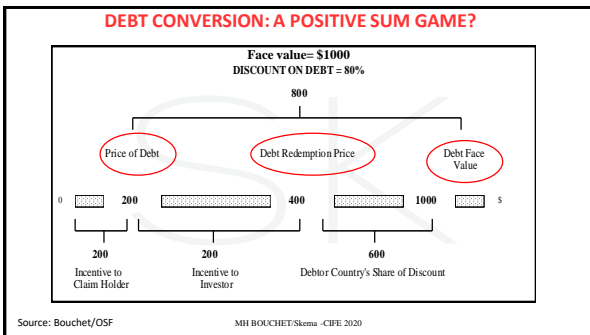 DEBT CONVERSION: A POSITIVE SUM GAME?
Face value= $1000
DISCOUNT ON DEBT = 80%
800
Price of Debt
Debt Redemption Price
Debt Face
Value
0 200 400 1000 $
200 200 600
Incentive to
Claim Holder
Incentive to
Investor
Debtor Country's Share of Discount
Source: Bouchet/OSF
MH BOUCHET/Skema -CIFE 2020
SK